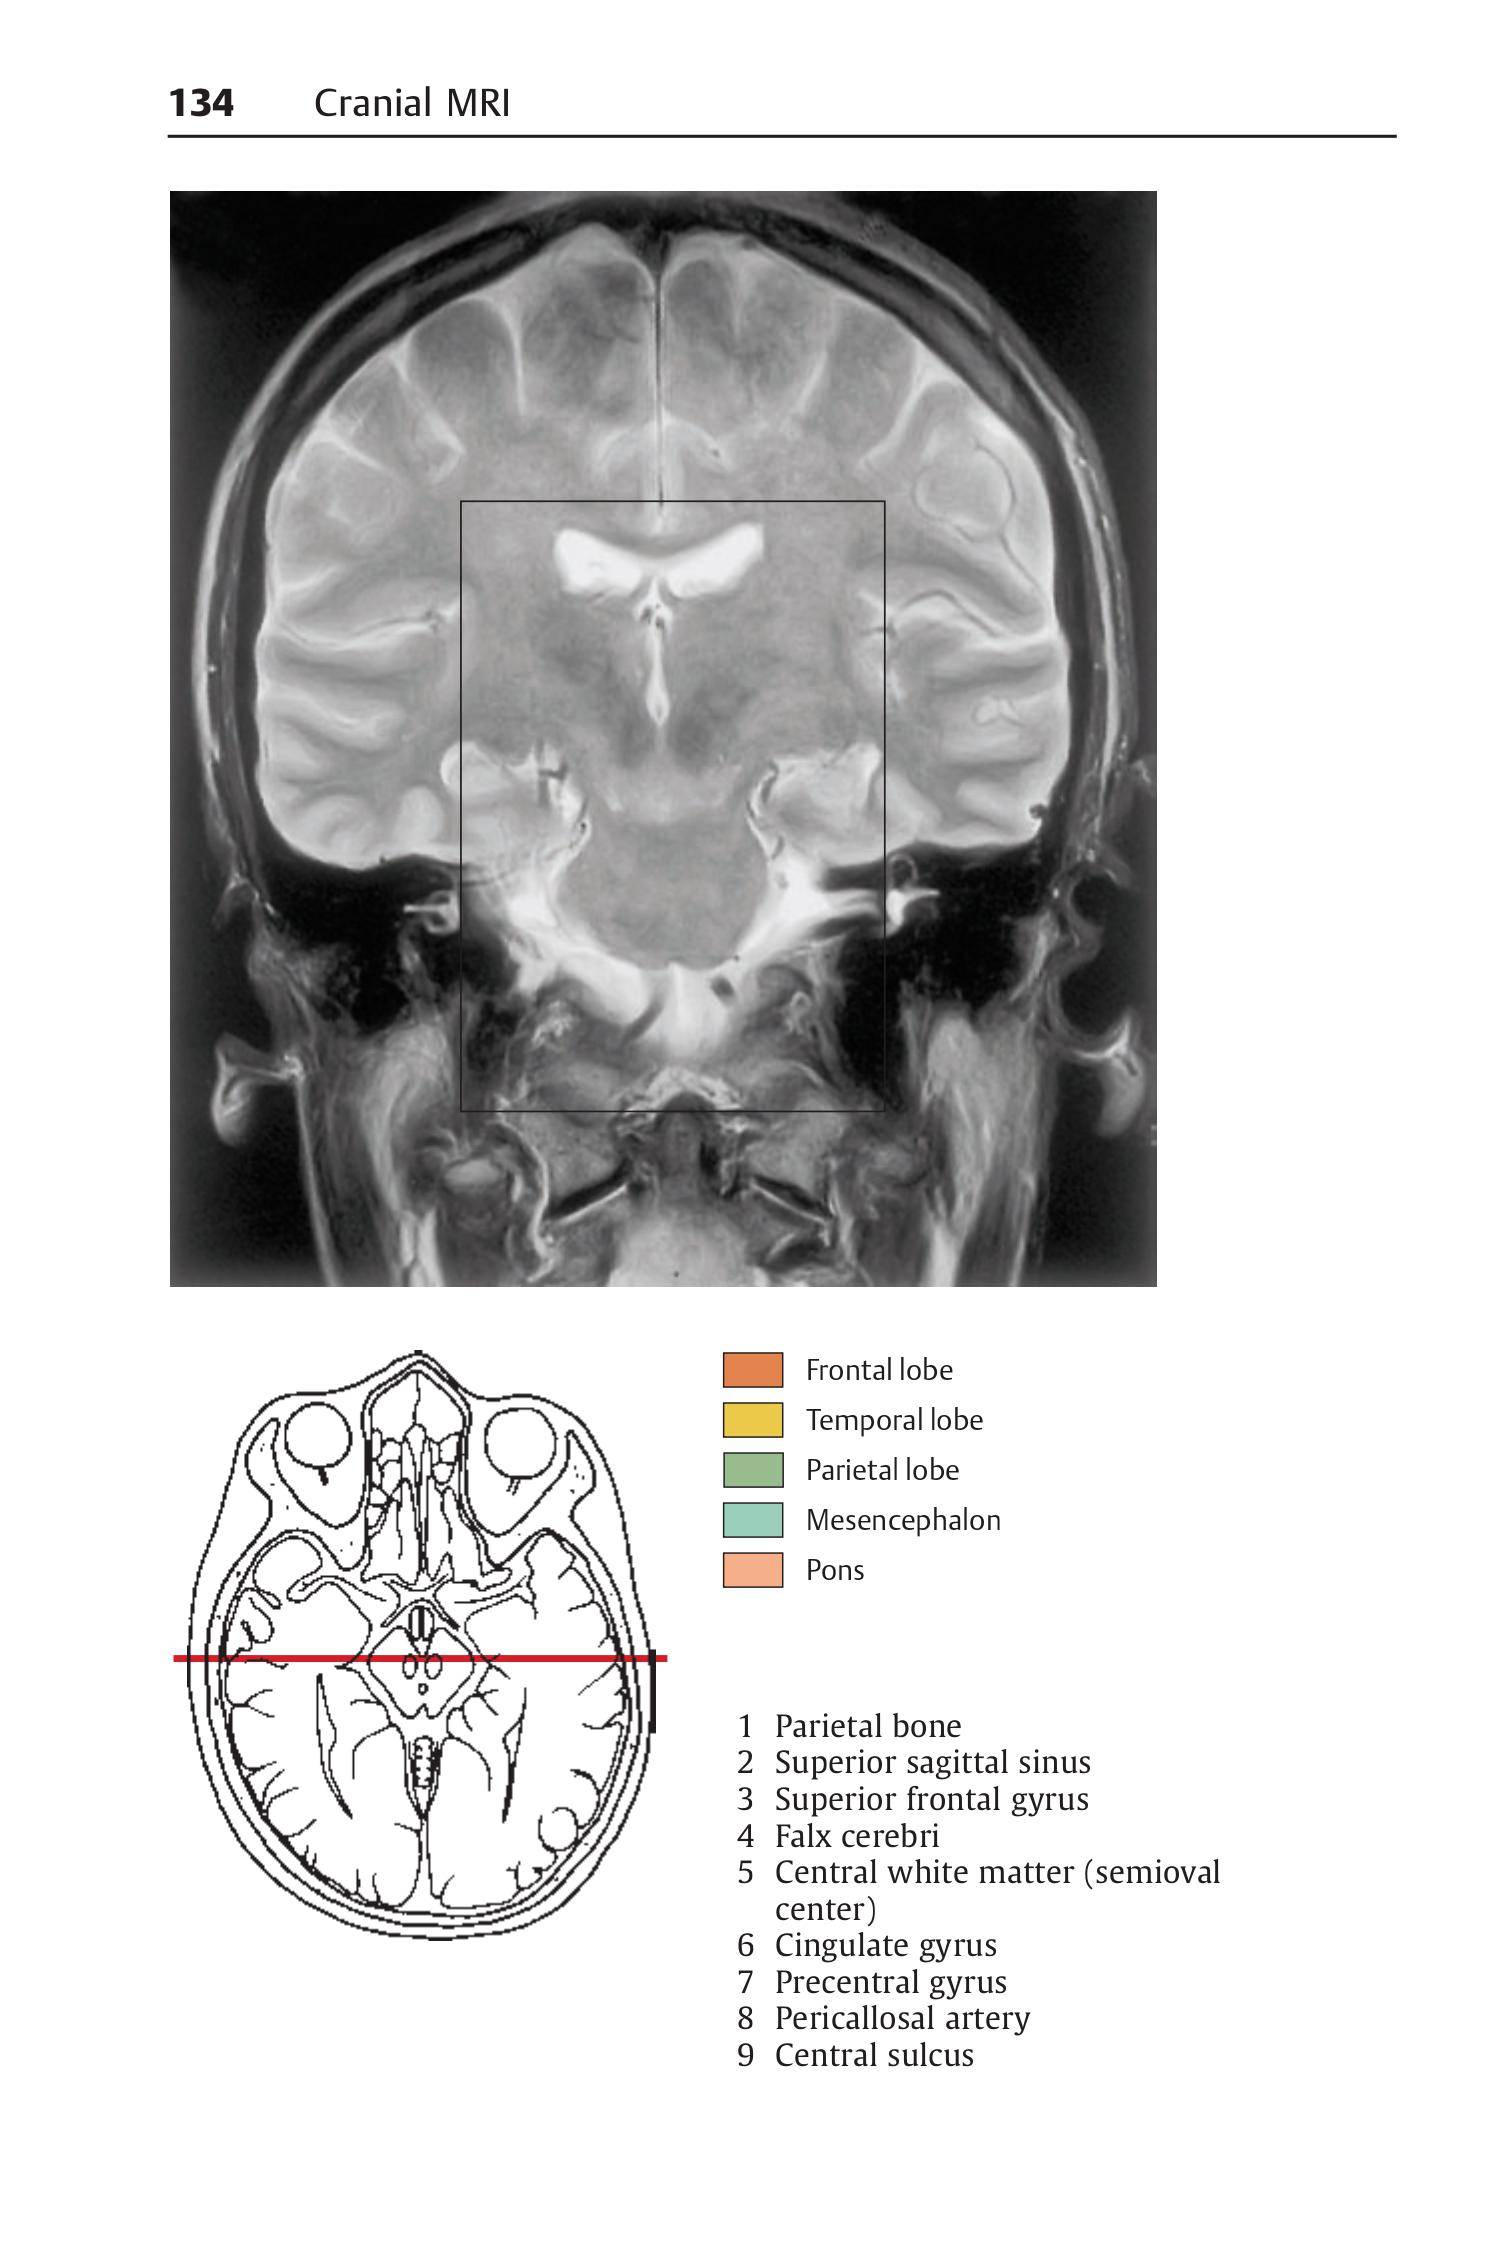 134 Cranial MRI
Frontal lobe
Temporal lobe
Parietal lobe
Mesencephalon
Pons
1 Parietal bone
2 Superior sagittal sinus
3 Superior frontal gyrus
4 Falx cerebri
5 Central white matter (semioval
center)
6 Cingulate gyrus
7 Precentral gyrus
8 Pericallosal artery
9 Central sulcus